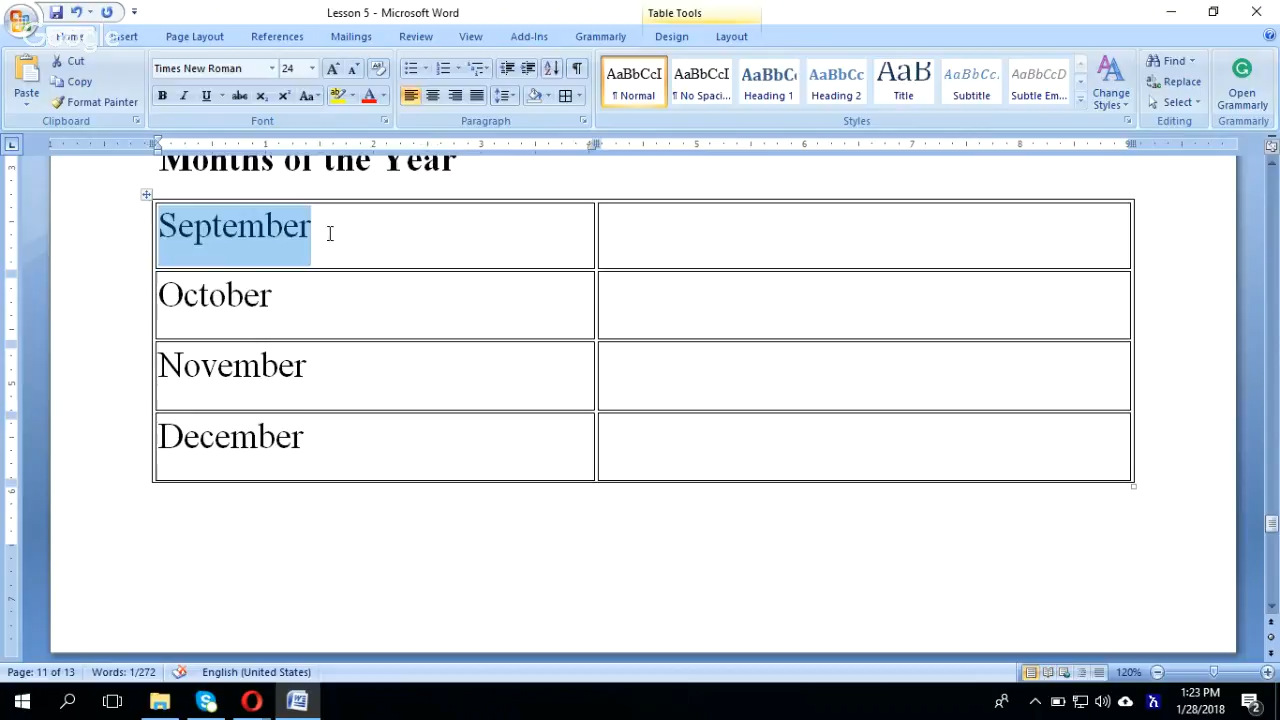 Lesson 5 - Microsoft Word
Table Tools
Home
Insert
Page Layout
References
Mailings
Review
View
Add-Ins
Grammarly
Design
Layout
Paste
Cut
Copy
Format Painter
Clipboard
Times New Roman
24
Font
Paragraph
AaBbCcI
¶ Normal
AaBbCcI
¶ No Spaci...
AaBbC
Heading 1
AaBbCc
Heading 2
AaB
Title
AaBbCc.
Subtitle
AaBbCcD
Subtle Em...
Change
Styles
Styles
Find
Replace
Select
Editing
Open
Grammarly
Grammarly
Months of the Year
September
October
November
December
Page: 11 of 13
Words: 1/272
English (United States)
120%
1:23 PM
1/28/2018